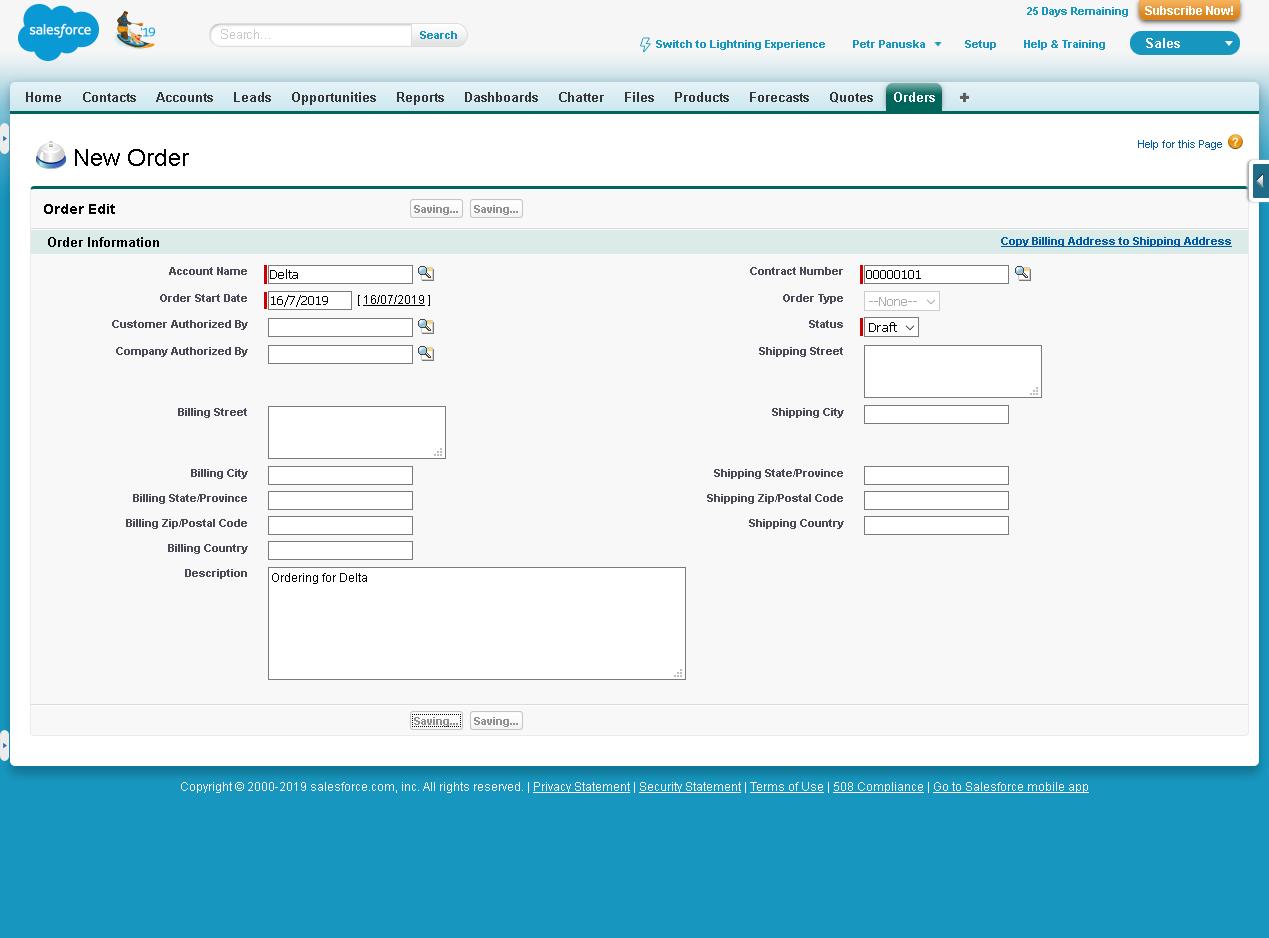 25 Days Remaining Subscribe Now!
salesforce '19 Search... Search
Switch to Lightning Experience Petr Panuska Setup Help & Training Sales
Home Contacts Accounts Leads Opportunities Reports Dashboards Chatter Files Products Forecasts Quotes Orders +
New Order Help for this Page ?
Order Edit Saving... Saving...
Order Information Copy Billing Address to Shipping Address
Account Name Delta Contract Number 00000101
Order Start Date 16/7/2019 [ 16/07/2019 ] Order Type --None--
Customer Authorized By Status Draft
Company Authorized By Shipping Street
Billing Street Shipping City
Billing City Shipping State/Province
Billing State/Province Shipping Zip/Postal Code
Billing Zip/Postal Code Shipping Country
Billing Country
Description Ordering for Delta
Saving... Saving...
Copyright © 2000-2019 salesforce.com, inc. All rights reserved. | Privacy Statement | Security Statement | Terms of Use | 508 Compliance | Go to Salesforce mobile app